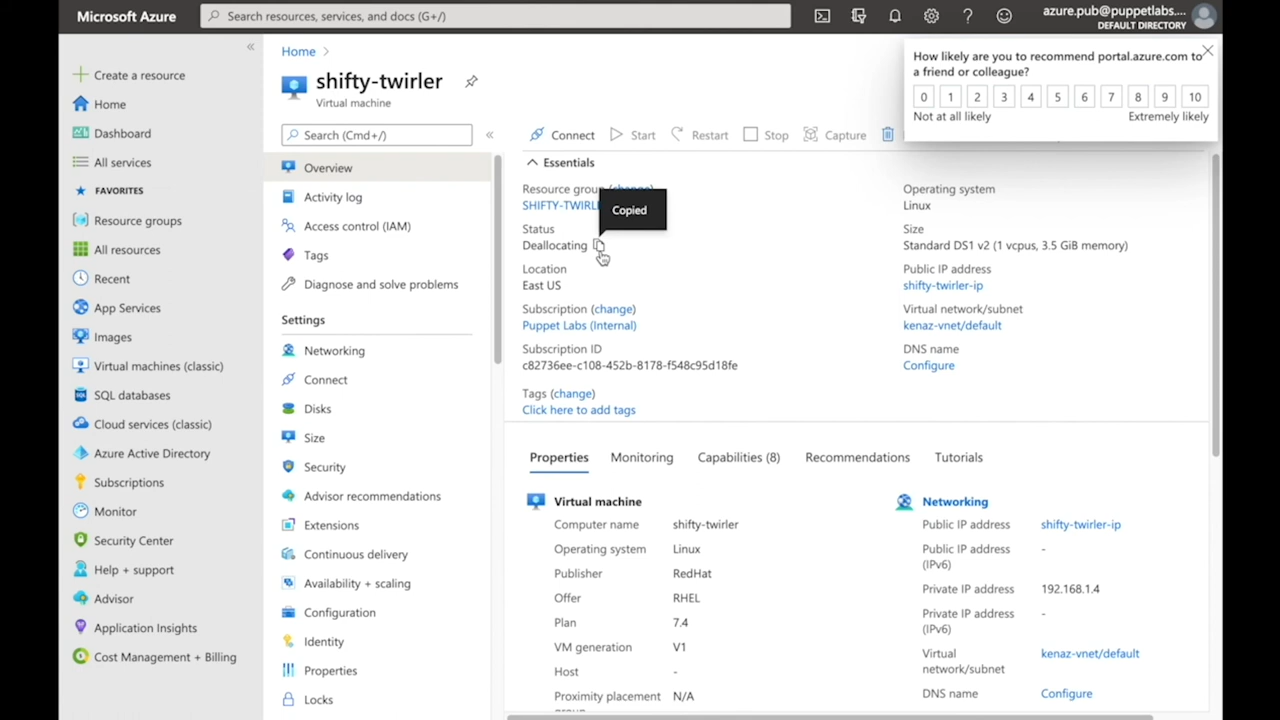 Microsoft Azure
Search resources, services, and docs (G+/)
azure.pub@puppetlabs....
DEFAULT DIRECTORY
How likely are you to recommend portal.azure.com to
a friend or colleague?
0 1 2 3 4 5 6 7 8 9 10
Not at all likely
Extremely likely
Create a resource
Home
Dashboard
All services
FAVORITES
Resource groups
All resources
Recent
App Services
Images
Virtual machines (classic)
SQL databases
Cloud services (classic)
Azure Active Directory
Subscriptions
Monitor
Security Center
Help + support
Advisor
Application Insights
Cost Management + Billing
Home
shifty-twirler
Virtual machine
Search (Cmd+/)
Overview
Activity log
Access control (IAM)
Tags
Diagnose and solve problems
Settings
Networking
Connect
Disks
Size
Security
Advisor recommendations
Extensions
Continuous delivery
Availability + scaling
Configuration
Identity
Properties
Locks
Connect Start Restart Stop Capture
Essentials
Resource group (change)
SHIFTY-TWIRL
Copied
Status
Deallocating
Location
East US
Subscription (change)
Puppet Labs (Internal)
Subscription ID
c82736ee-c108-452b-8178-f548c95d18fe
Tags (change)
Click here to add tags
Operating system
Linux
Size
Standard DS1 v2 (1 vcpus, 3.5 GiB memory)
Public IP address
shifty-twirler-ip
Virtual network/subnet
kenaz-vnet/default
DNS name
Configure
Properties Monitoring Capabilities (8) Recommendations Tutorials
Virtual machine
Computer name shifty-twirler
Operating system Linux
Publisher RedHat
Offer RHEL
Plan 7.4
VM generation V1
Host -
Proximity placement N/A
Networking
Public IP address shifty-twirler-ip
Public IP address -
(IPv6)
Private IP address 192.168.1.4
Private IP address -
(IPv6)
Virtual kenaz-vnet/default
network/subnet
DNS name Configure